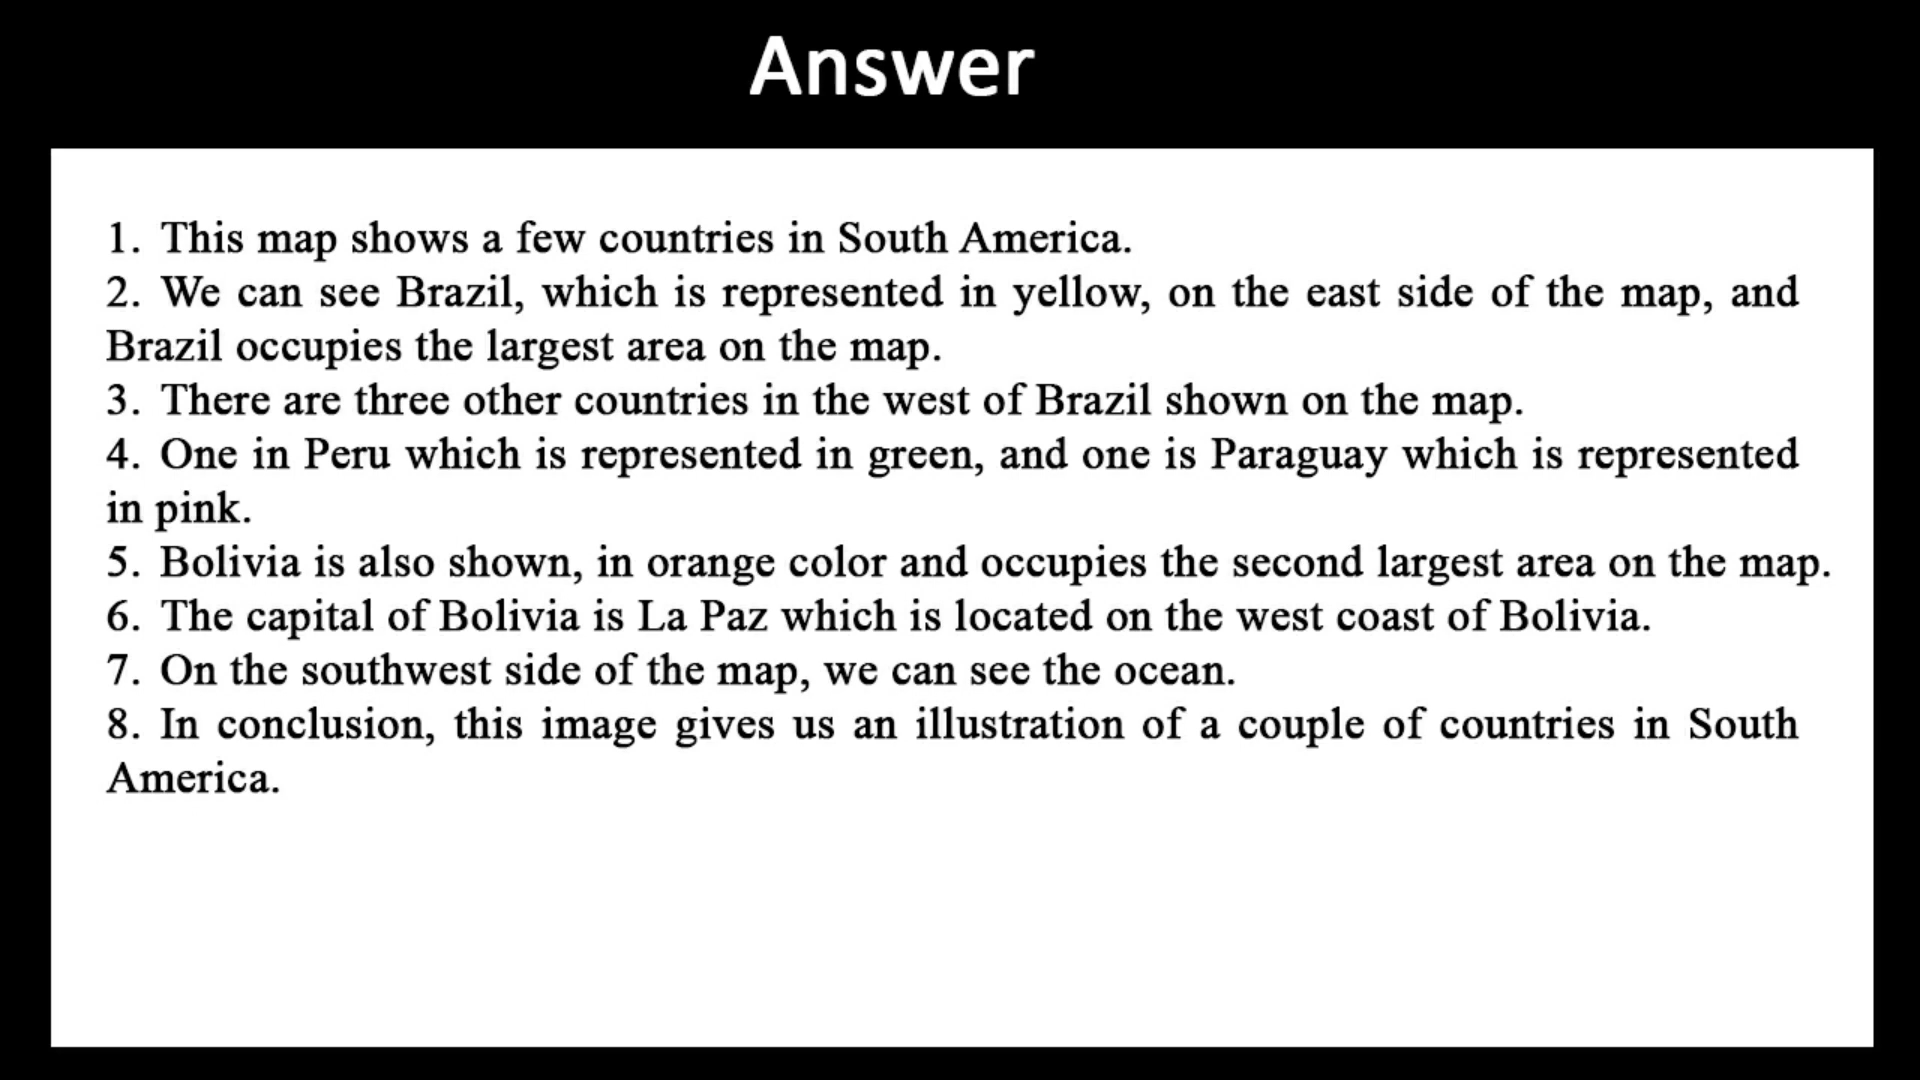 Answer
1. This map shows a few countries in South America.
2. We can see Brazil, which is represented in yellow, on the east side of the map, and
Brazil occupies the largest area on the map.
3. There are three other countries in the west of Brazil shown on the map.
4. One in Peru which is represented in green, and one is Paraguay which is represented
in pink.
5. Bolivia is also shown, in orange color and occupies the second largest area on the map.
6. The capital of Bolivia is La Paz which is located on the west coast of Bolivia.
7. On the southwest side of the map, we can see the ocean.
8. In conclusion, this image gives us an illustration of a couple of countries in South
America.